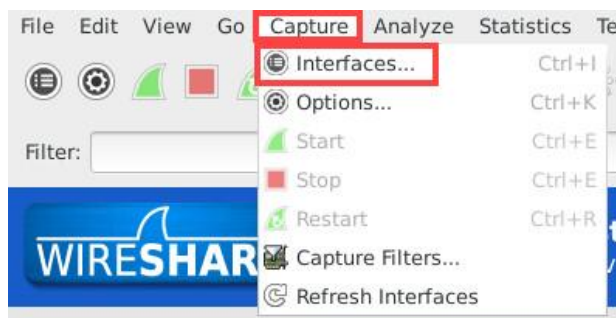 File Edit View Go Capture Analyze Statistics
Interfaces... Ctrl+I
Options... Ctrl+K
Start Ctrl+E
Filter:
Stop Ctrl+E
Restart Ctrl+R
WIRESHAR
Capture Filters...
Refresh Interfaces